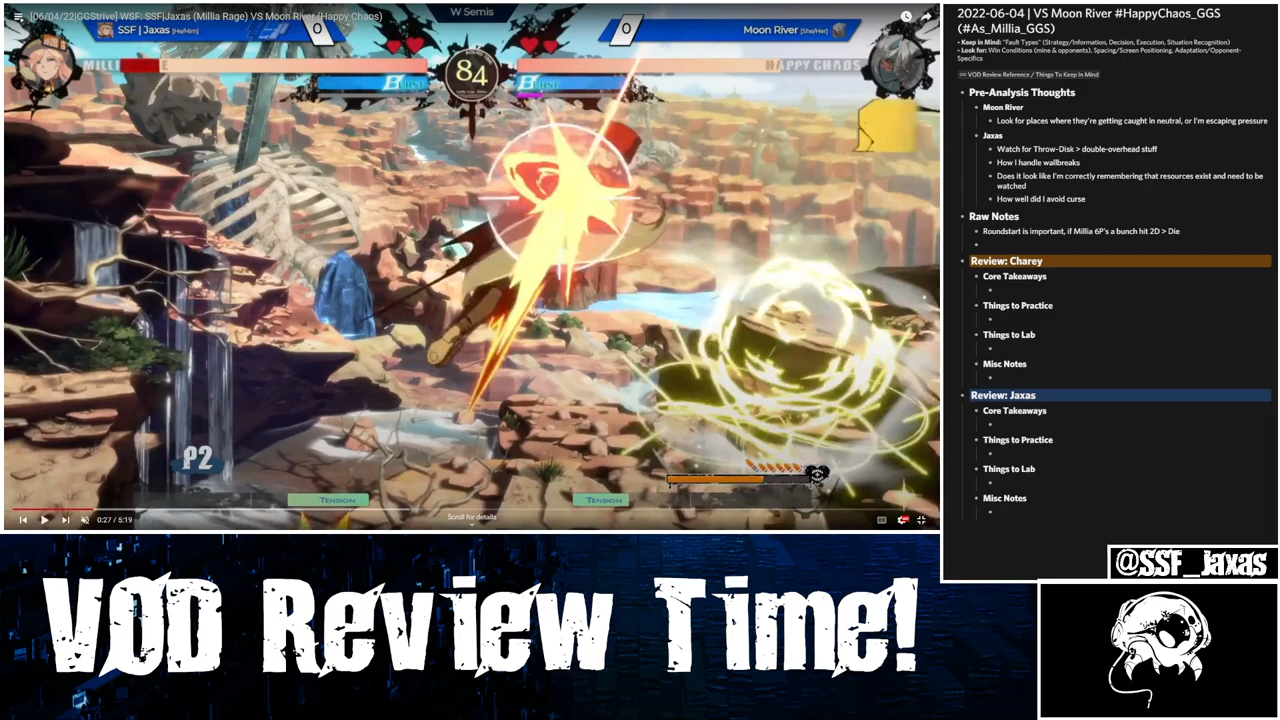 [06/04/22|GGStrive] WSF: SSF|Jaxas (Millia Rage) VS Moon River (Happy Chaos)
W Semis
SSF | Jaxas [He/Him]
0
0
Moon River [She/Her]
84
HAPPY CHAOS
BURST
BURST
P2
TENSION
TENSION
0:27 / 5:19
Scroll for details
2022-06-04 | VS Moon River #HappyChaos_GGS
(#As_Millia_GGS)
- Keep in Mind: "Fault Types" (Strategy/Information, Decision, Execution, Situation Recognition)
- Look for: Win Conditions (mine & opponents), Spacing/Screen Positioning, Adaptation/Opponent-
Specifics
VOD Review Reference / Things To Keep In Mind
Pre-Analysis Thoughts
Moon River
Look for places where they're getting caught in neutral, or I'm escaping pressure
Jaxas
Watch for Throw-Disk > double-overhead stuff
How I handle wallbreaks
Does it look like I'm correctly remembering that resources exist and need to be
watched
How well did I avoid curse
Raw Notes
Roundstart is important, if Millia 6P's a bunch hit 2D > Die
Review: Charey
Core Takeaways
Things to Practice
Things to Lab
Misc Notes
Review: Jaxas
Core Takeaways
Things to Practice
Things to Lab
Misc Notes
@SSF_Jaxas
VOD Review Time!